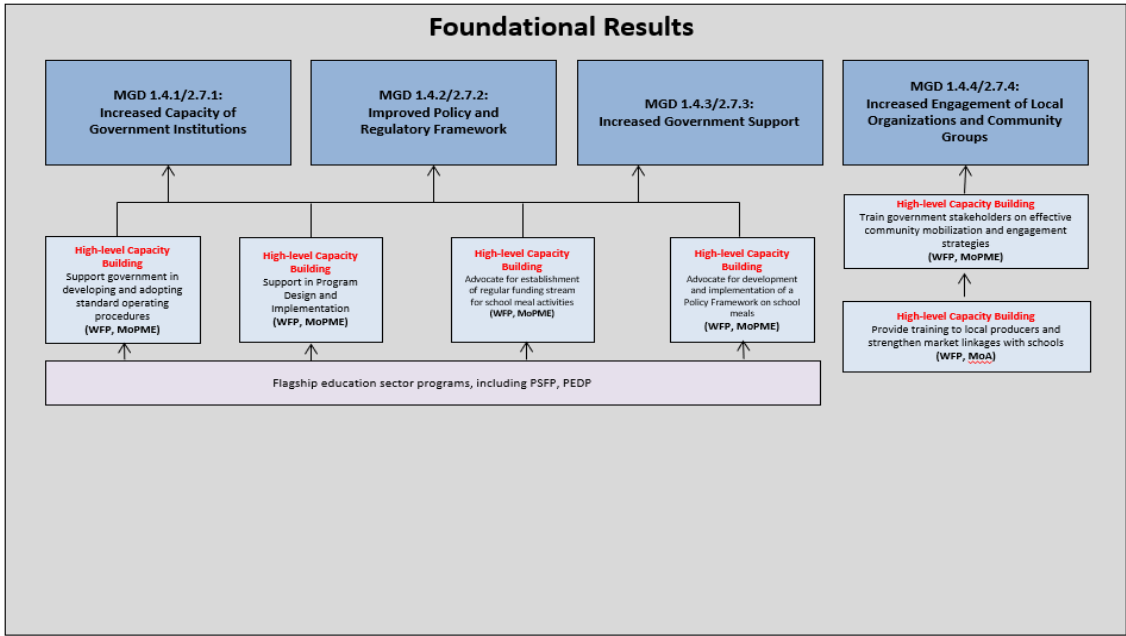 Foundational Results
MGD 1.4.1/2.7.1:
Increased Capacity of
Government Institutions
MGD 1.4.2/2.7.2:
Improved Policy and
Regulatory Framework
MGD 1.4.3/2.7.3:
Increased Government Support
MGD 1.4.4/2.7.4:
Increased Engagement of Local
Organizations and Community
Groups
High-level Capacity
Building
Support government in
developing and adopting
standard operating
procedures
(WFP, MoPME)
High-level Capacity
Building
Support in Program
Design and
Implementation
(WFP, MoPME)
High-level Capacity
Building
Advocate for establishment
of regular funding stream
for school meal activities
(WFP, MoPME)
High-level Capacity
Building
Advocate for development
and implementation of a
Policy Framework on school
meals
(WFP, MoPME)
High-level Capacity Building
Train government stakeholders on effective
community mobilization and engagement
strategies
(WFP, MoPME)
High-level Capacity Building
Provide training to local producers and
strengthen market linkages with schools
(WFP, MoA)
Flagship education sector programs, including PSFP, PEDP